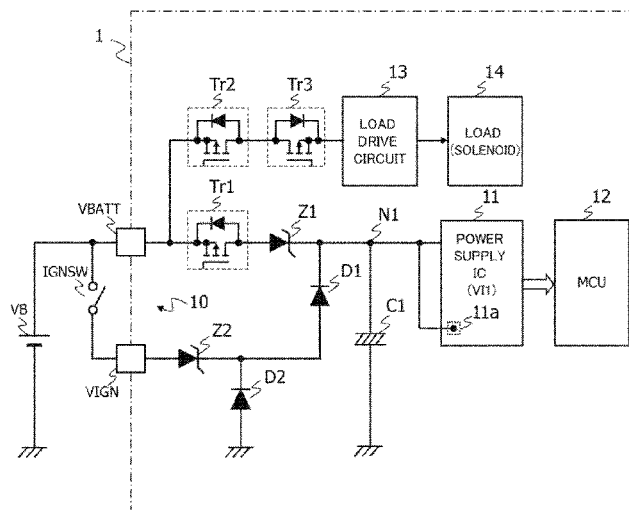 1
Tr2
Tr3
13
14
LOAD
DRIVE
CIRCUIT
LOAD
(SOLENOID)
Tr1
VBATT
Z1
N1
11
12
IGNSW
POWER
SUPPLY
IC
(VI1)
MCU
D1
VB
10
Z2
C1
11a
D2
VIGN